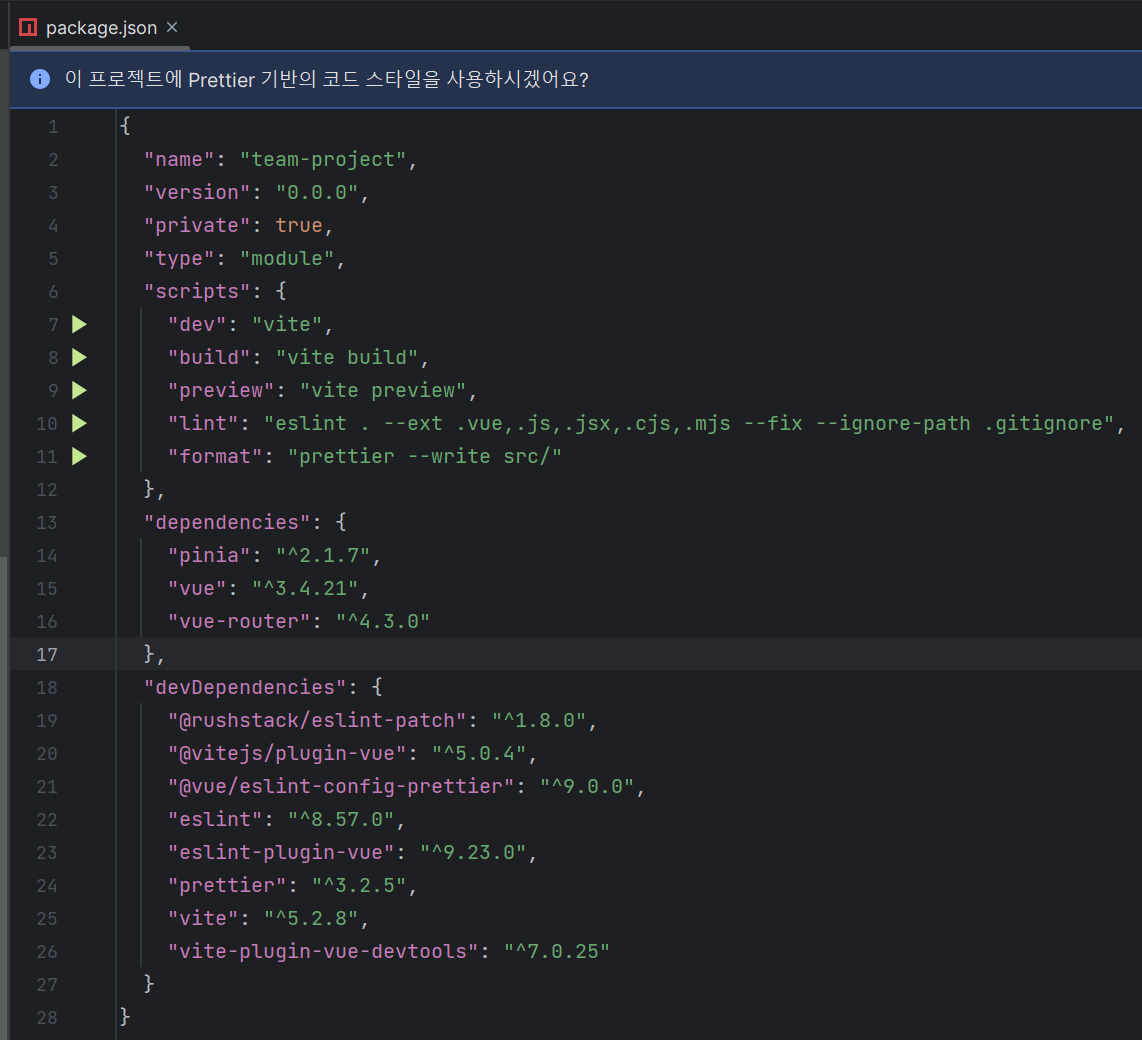 package.json
이 프로젝트에 Prettier 기반의 코드 스타일을 사용하시겠어요?
1 {
2 "name": "team-project",
3 "version": "0.0.0",
4 "private": true,
5 "type": "module",
6 "scripts": {
7 "dev": "vite",
8 "build": "vite build",
9 "preview": "vite preview",
10 "lint": "eslint . --ext .vue,.js,.jsx,.cjs,.mjs --fix --ignore-path .gitignore",
11 "format": "prettier --write src/"
12 },
13 "dependencies": {
14 "pinia": "^2.1.7",
15 "vue": "^3.4.21",
16 "vue-router": "^4.3.0"
17 },
18 "devDependencies": {
19 "@rushstack/eslint-patch": "^1.8.0",
20 "@vitejs/plugin-vue": "^5.0.4",
21 "@vue/eslint-config-prettier": "^9.0.0",
22 "eslint": "^8.57.0",
23 "eslint-plugin-vue": "^9.23.0",
24 "prettier": "^3.2.5",
25 "vite": "^5.2.8",
26 "vite-plugin-vue-devtools": "^7.0.25"
27 }
28 }